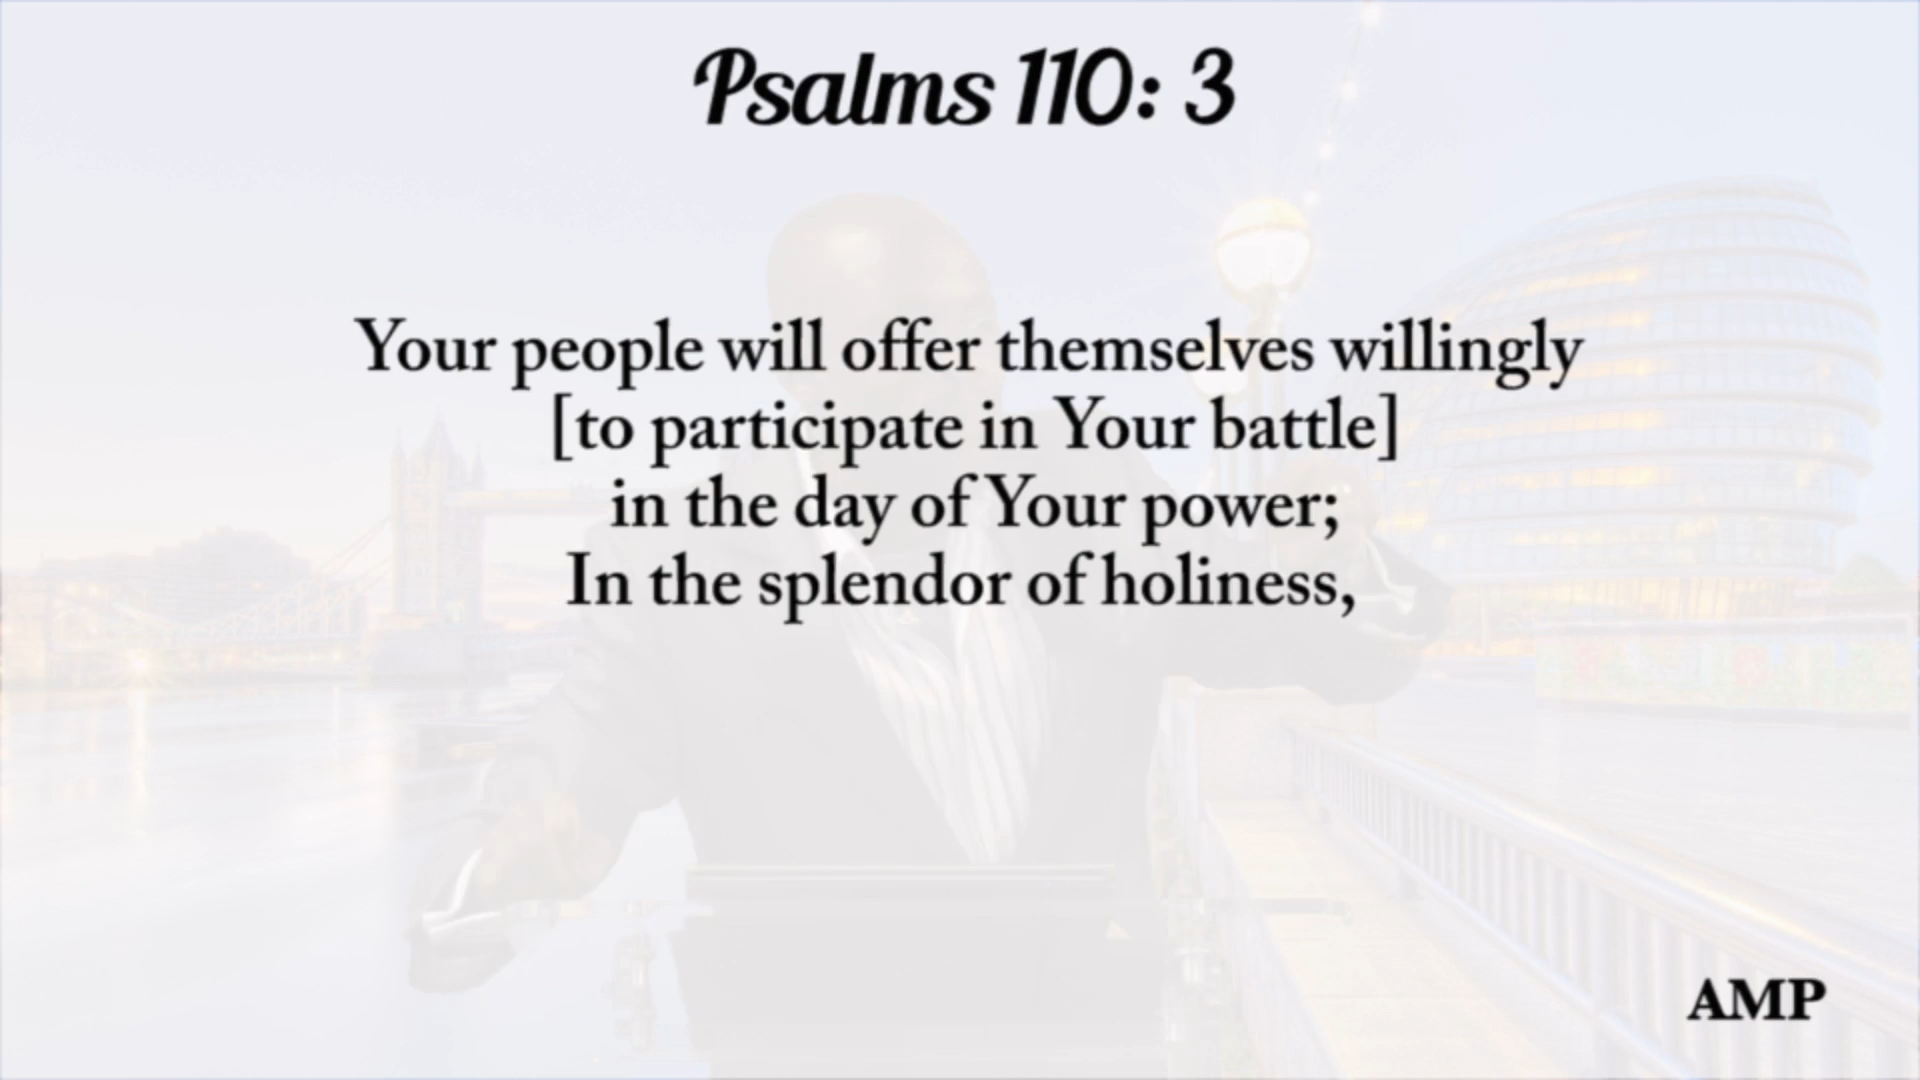 Psalms 110: 3
Your people will offer themselves willingly
[to participate in Your battle]
in the day of Your power;
In the splendor of holiness,
AMP